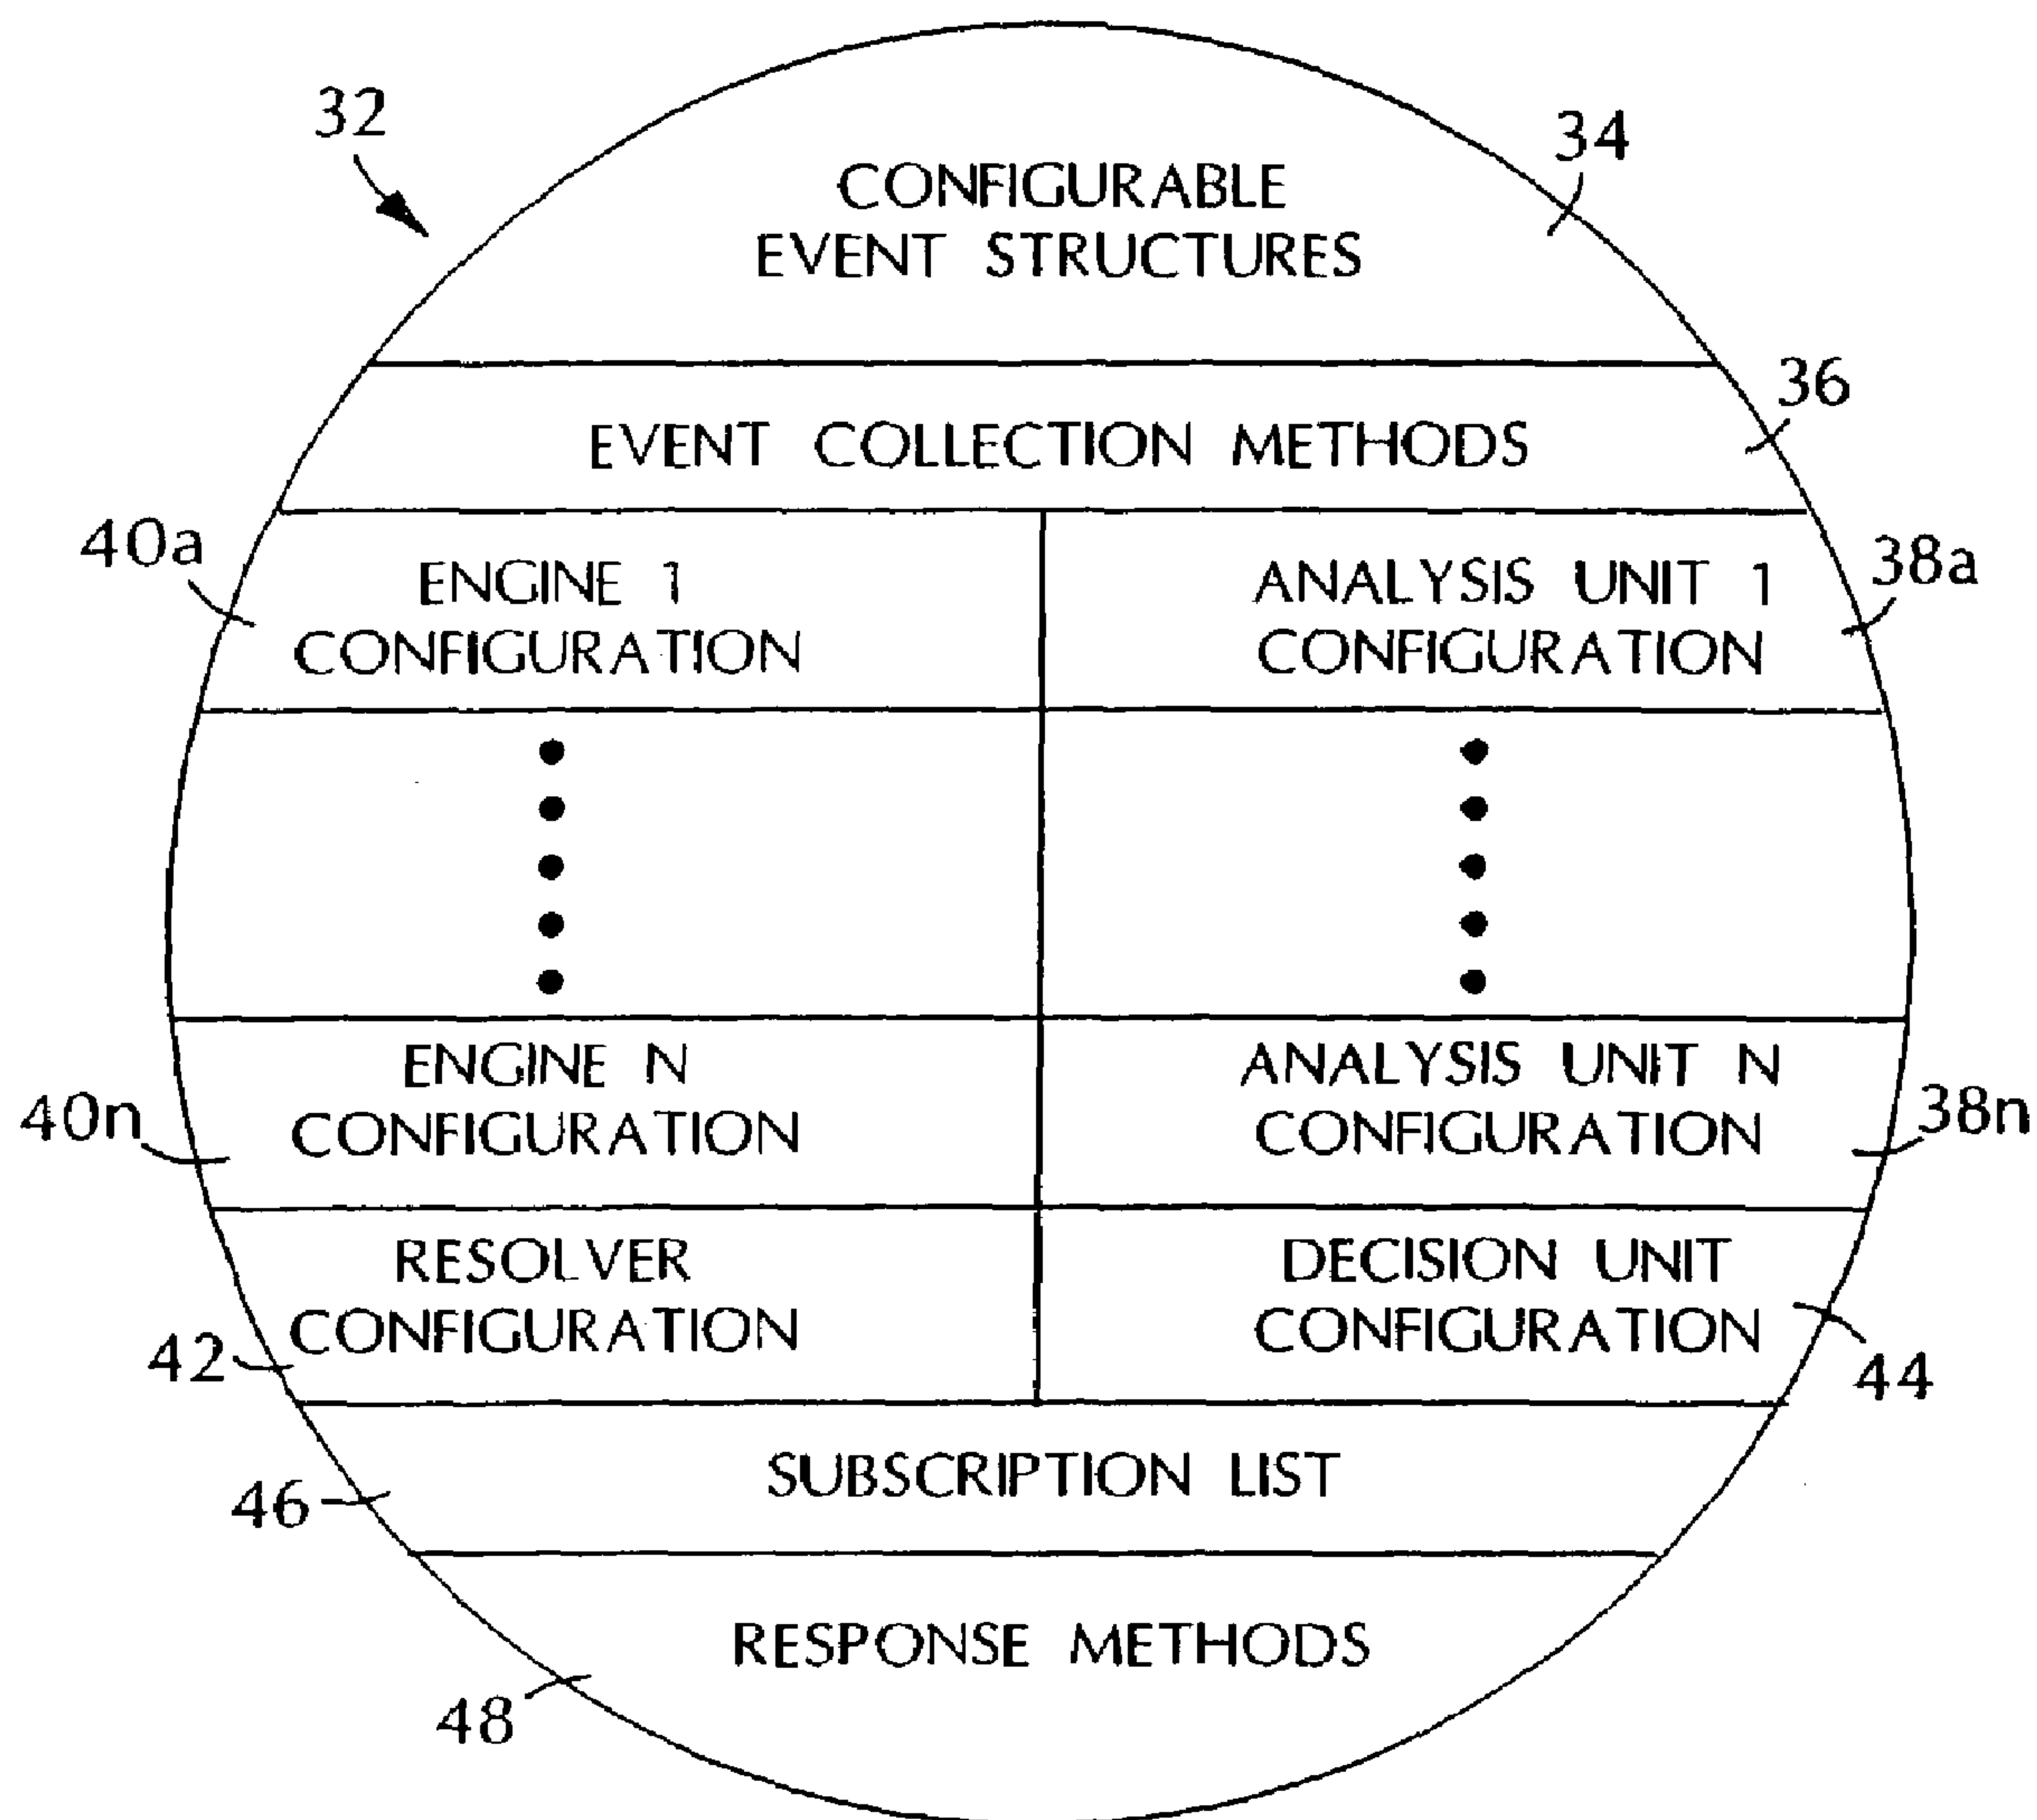 32
34
CONFIGURABLE
EVENT STRUCTURES
36
EVENT COLLECTION METHODS
40a
ENGINE 1
CONFIGURATION
ANALYSIS UNIT 1
CONFIGURATION
38a
40n
ENGINE N
CONFIGURATION
ANALYSIS UNIT N
CONFIGURATION
38n
42
RESOLVER
CONFIGURATION
DECISION UNIT
CONFIGURATION
44
46
SUBSCRIPTION LIST
48
RESPONSE METHODS